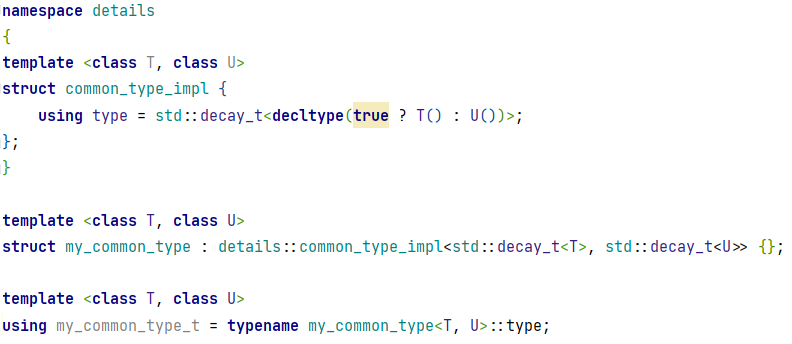 namespace details
{
template <class T, class U>
struct common_type_impl {
    using type = std::decay_t<decltype(true ? T() : U())>;
};
}

template <class T, class U>
struct my_common_type : details::common_type_impl<std::decay_t<T>, std::decay_t<U>> {};

template <class T, class U>
using my_common_type_t = typename my_common_type<T, U>::type;